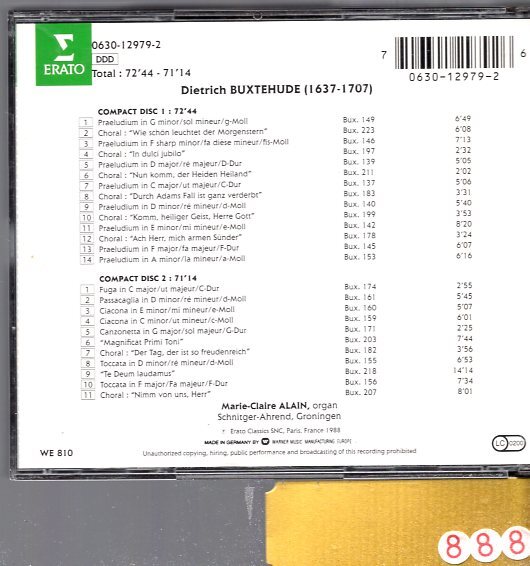 ERATO
0630-12979-2
DDD
Total : 72'44 - 71'14
7
0630-12979-2
6
Dietrich BUXTEHUDE (1637-1707)
COMPACT DISC 1 : 72'44
1 Praeludium in G minor/sol mineur/g-Moll Bux. 149 6'49
2 Choral : "Wie schön leuchtet der Morgenstern" Bux. 223 6'08
3 Praeludium in F sharp minor/fa diese mineur/fis-Moll Bux. 146 7'13
4 Choral : "In dulci jubilo" Bux. 197 2'32
5 Praeludium in D major/ré majeur/D-Dur Bux. 139 5'05
6 Choral : "Nun komm, der Heiden Heiland" Bux. 211 2'02
7 Praeludium in C major/ut majeur/C-Dur Bux. 137 5'06
8 Choral : "Durch Adams Fall ist ganz verderbt" Bux. 183 3'31
9 Praeludium in D minor/ré mineur/d-Moll Bux. 140 5'40
10 Choral : "Komm, heiliger Geist, Herre Gott" Bux. 199 3'53
11 Praeludium in E minor/mi mineur/e-Moll Bux. 142 8'20
12 Choral : "Ach Herr, mich armen Sünder" Bux. 178 3'24
13 Praeludium in F major/fa majeur/F-Dur Bux. 145 6'07
14 Praeludium in A minor/la mineur/a-Moll Bux. 153 6'16
COMPACT DISC 2 : 71'14
1 Fuga in C major/ut majeur/C-Dur Bux. 174 2'55
2 Passacaglia in D minor/ré mineur/d-Moll Bux. 161 5'45
3 Ciacona in E minor/mi mineur/e-Moll Bux. 160 5'07
4 Ciacona in C minor/ut mineur/c-Moll Bux. 159 6'01
5 Canzonetta in G major/sol majeur/G-Dur Bux. 171 2'25
6 "Magnificat Primi Toni" Bux. 203 7'44
7 Choral : "Der Tag, der ist so freudenreich" Bux. 182 3'56
8 Toccata in D minor/ré mineur/d-Moll Bux. 155 6'53
9 "Te Deum laudamus" Bux. 218 14'14
10 Toccata in F major/Fa majeur/F-Dur Bux. 156 7'34
11 Choral : "Nimm von uns, Herr" Bux. 207 8'01
Marie-Claire ALAIN, organ
Schnitger-Ahrend, Groningen
Erato Classics SNC, Paris, France 1988
MADE IN GERMANY BY WARNER MUSIC MANUFACTURING EUROPE
LC 0200
WE 810
Unauthorized copying, hiring, public performance and broadcasting of this recording prohibited
888